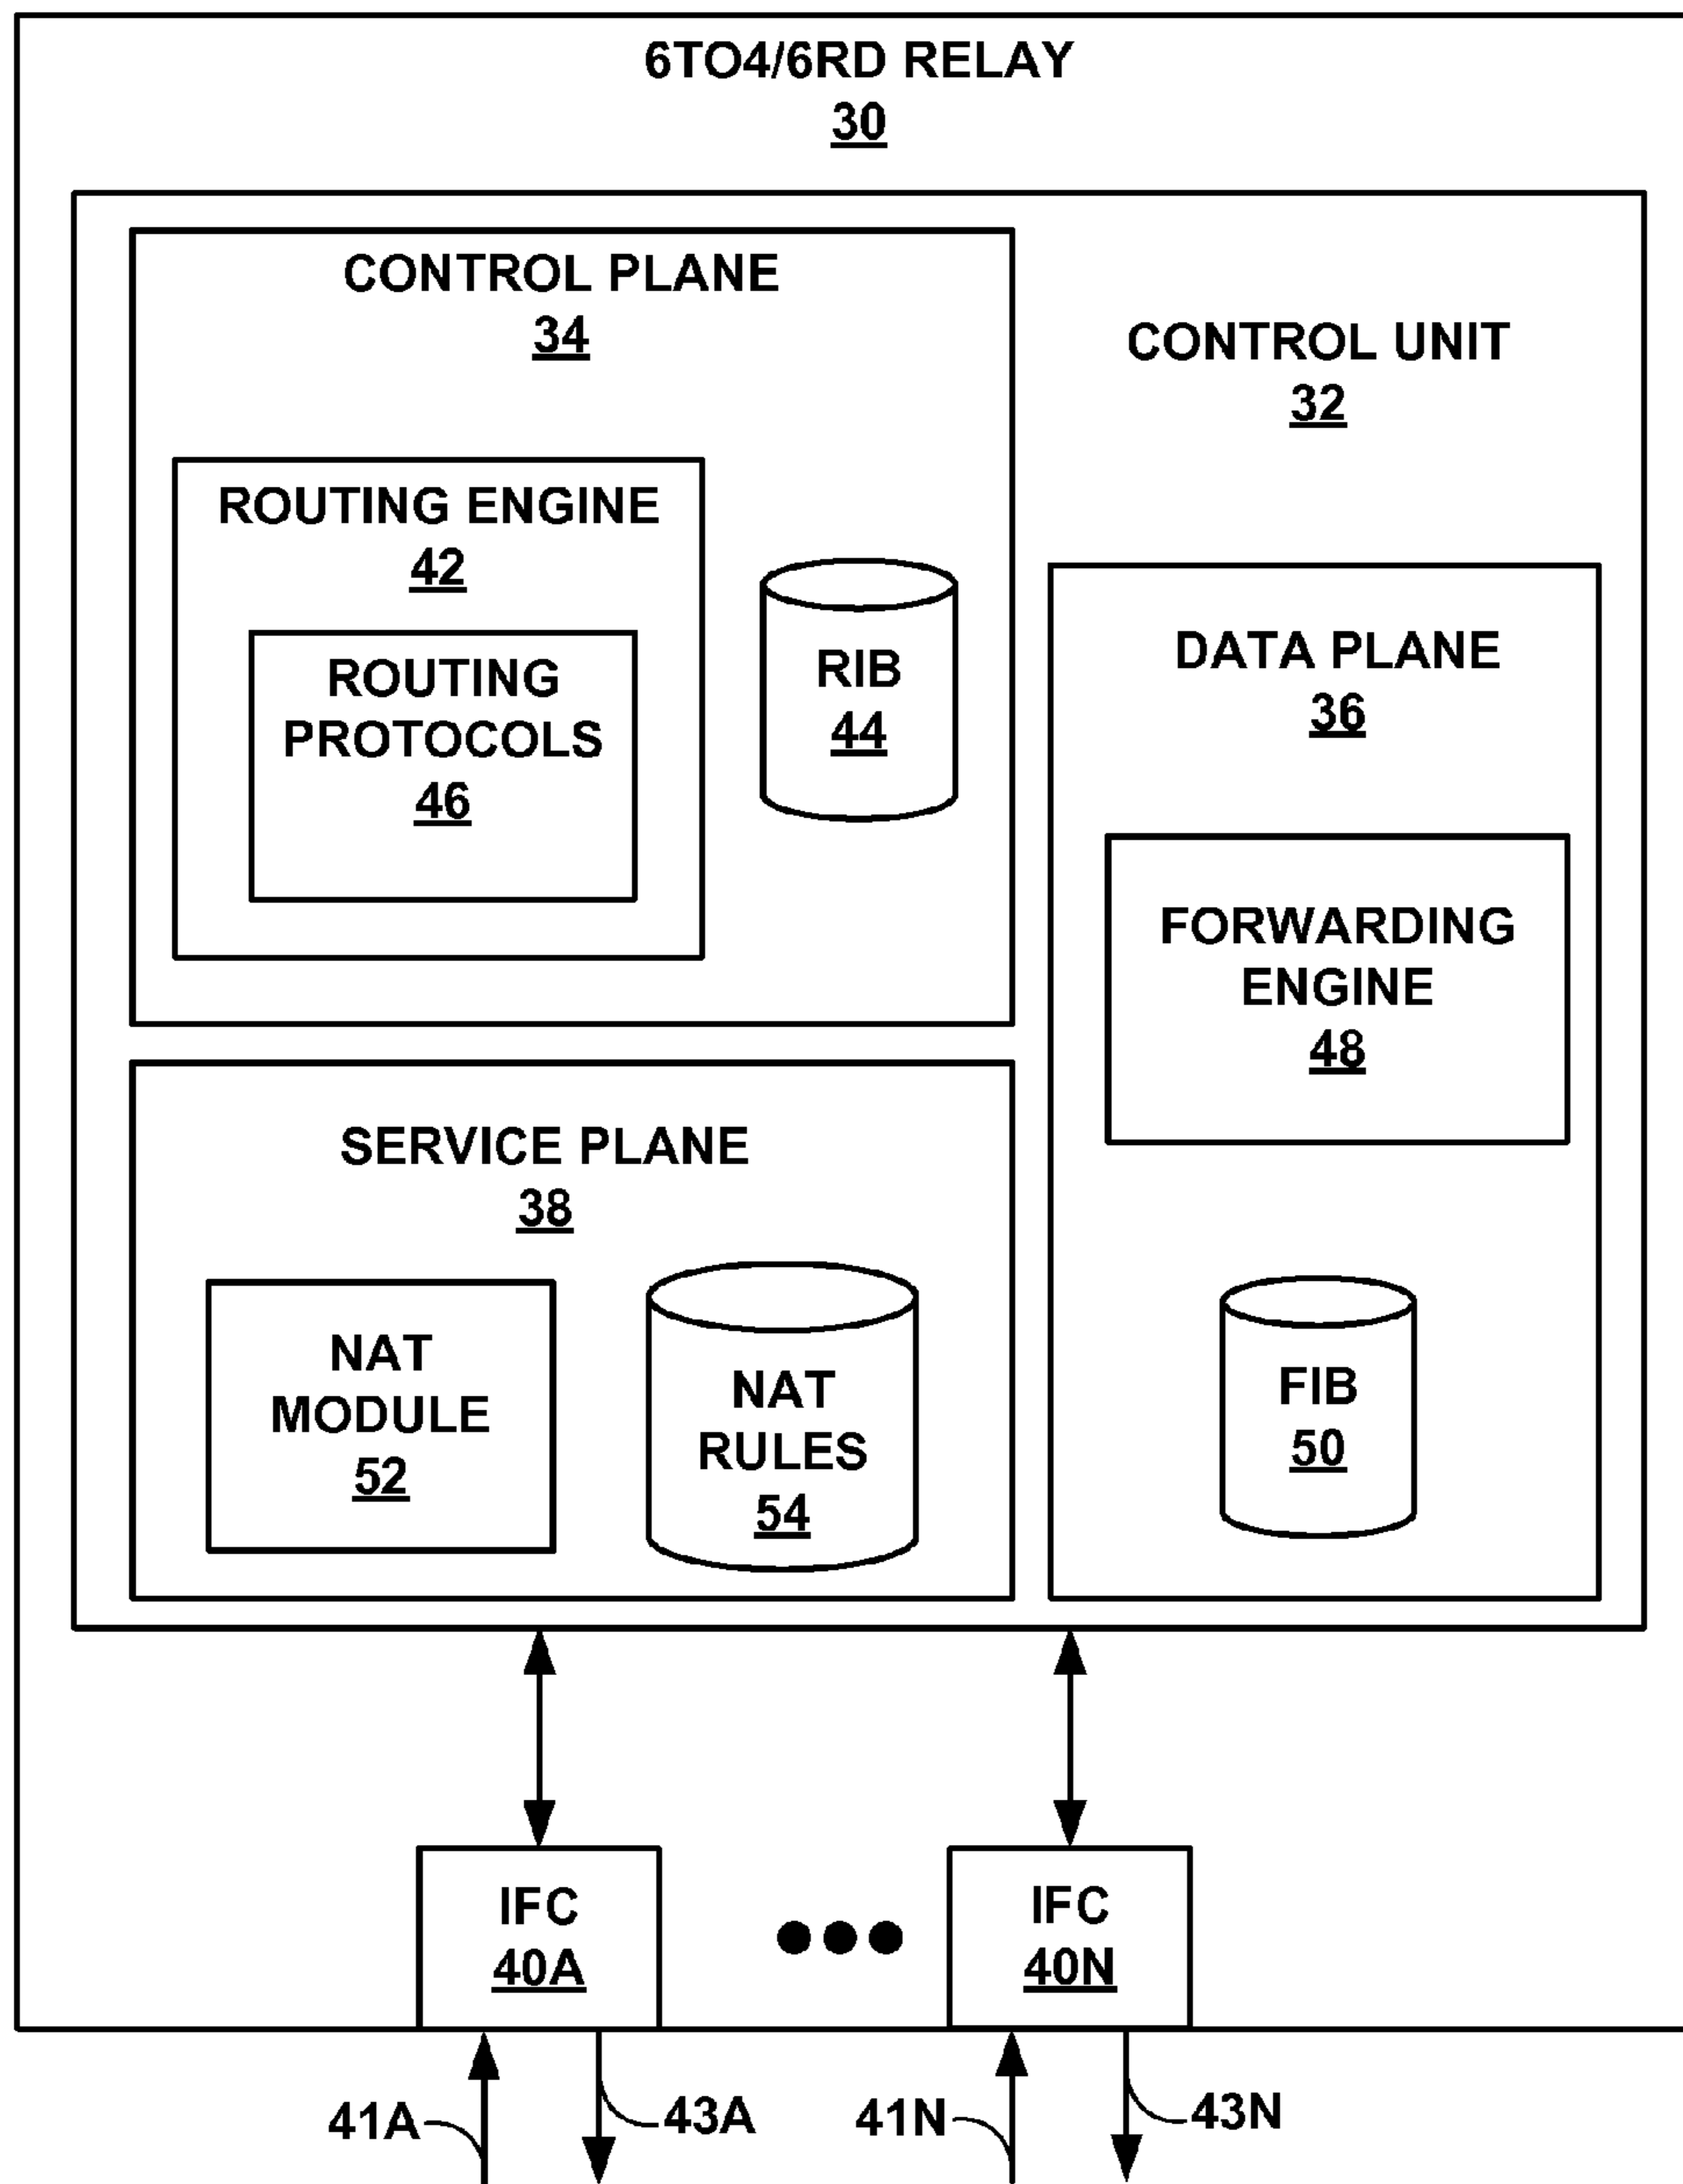 6TO4/6RD RELAY
30
CONTROL PLANE
34
CONTROL UNIT
32
ROUTING ENGINE
42
ROUTING
PROTOCOLS
46
RIB
44
DATA PLANE
36
FORWARDING
ENGINE
48
SERVICE PLANE
38
NAT
MODULE
52
NAT
RULES
54
FIB
50
IFC
40A
IFC
40N
41A
43A
41N
43N